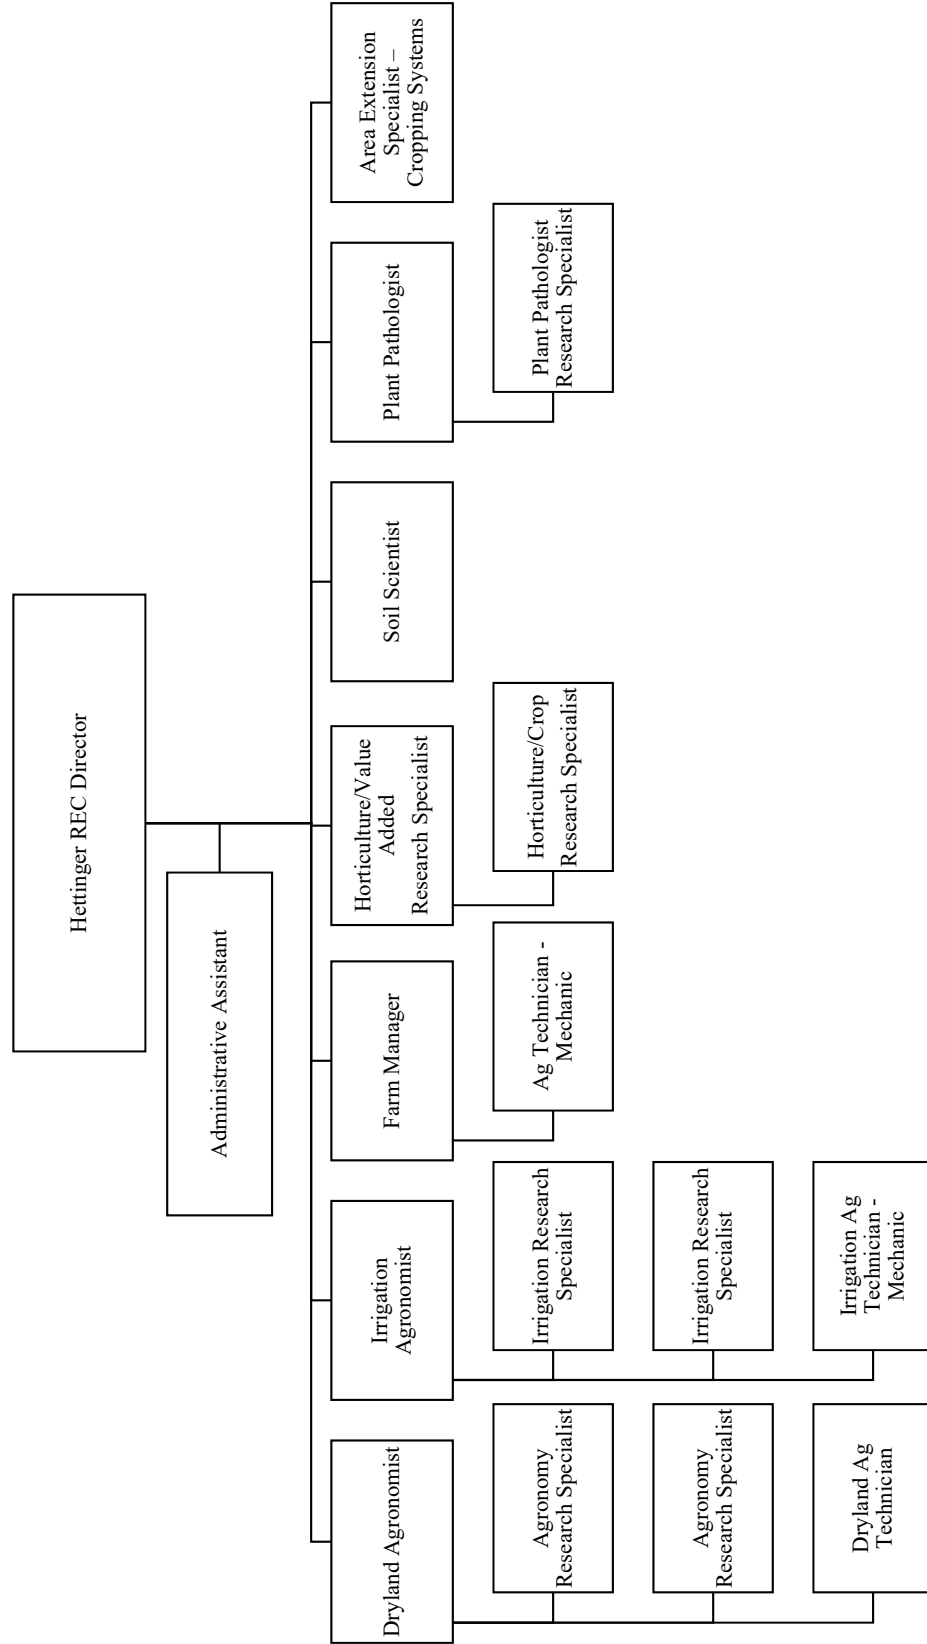 Hettinger REC Director
Administrative Assistant
Dryland Agronomist
Irrigation
Agronomist
Farm Manager
Horticulture/Value
Added
Research Specialist
Soil Scientist
Plant Pathologist
Area Extension
Specialist –
Cropping Systems
Agronomy
Research Specialist
Irrigation Research
Specialist
Ag Technician -
Mechanic
Horticulture/Crop
Research Specialist
Plant Pathologist
Research Specialist
Agronomy
Research Specialist
Irrigation Research
Specialist
Dryland Ag
Technician
Irrigation Ag
Technician -
Mechanic